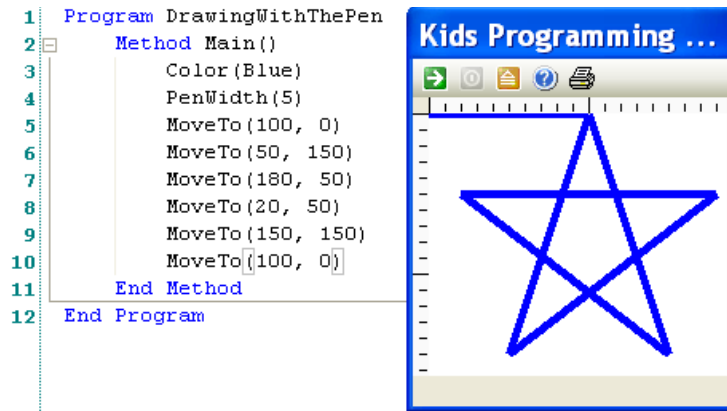 1 Program DrawingWithThePen
2 Method Main()
3 Color(Blue)
4 PenWidth(5)
5 MoveTo(100, 0)
6 MoveTo(50, 150)
7 MoveTo(180, 50)
8 MoveTo(20, 50)
9 MoveTo(150, 150)
10 MoveTo(100, 0)
11 End Method
12 End Program
Kids Programming ...